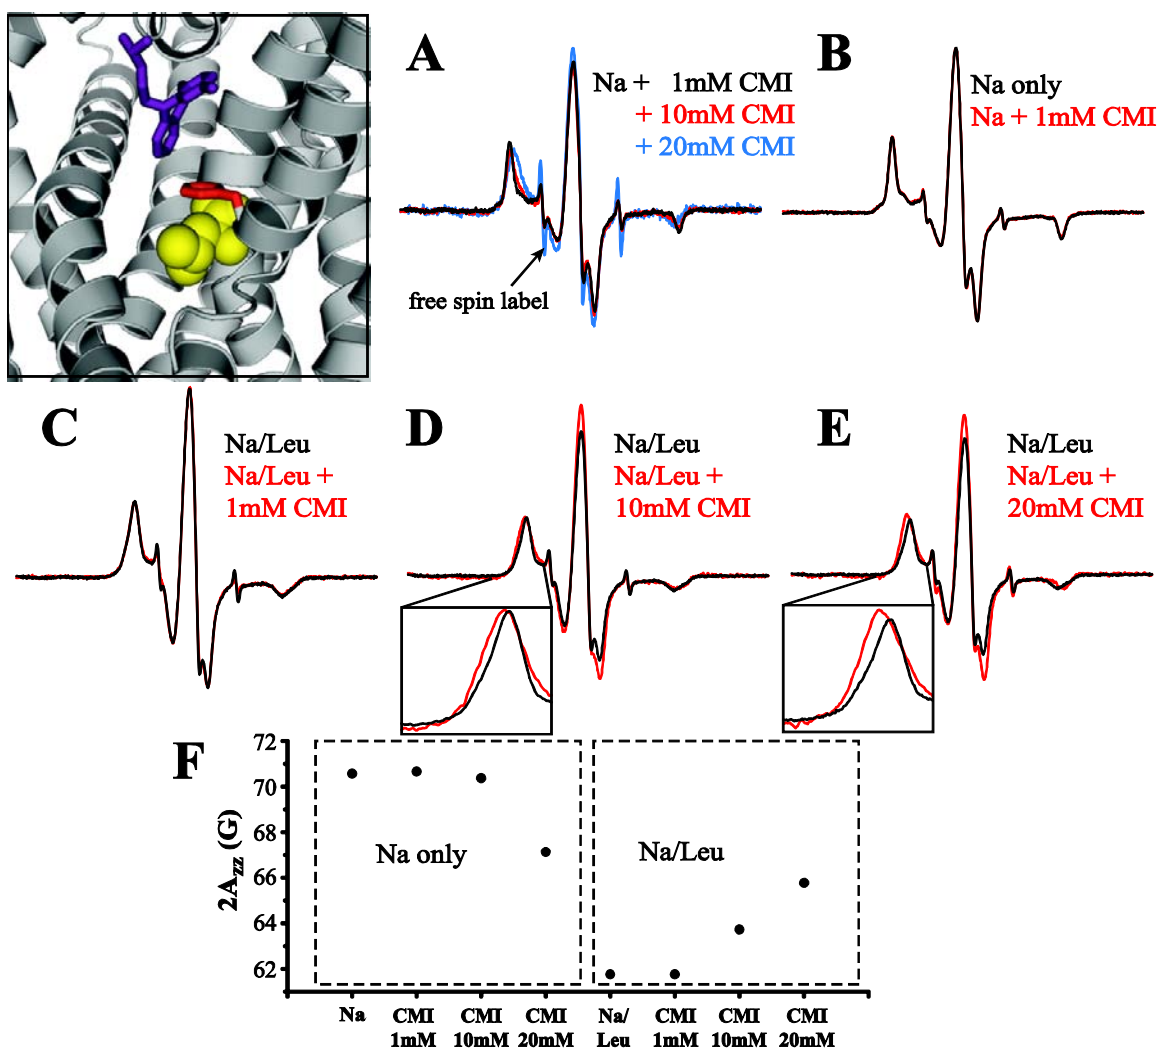 A
Na + 1mM CMI
+ 10mM CMI
+ 20mM CMI
free spin label
B
Na only
Na + 1mM CMI
C
Na/Leu
Na/Leu +
1mM CMI
D
Na/Leu
Na/Leu +
10mM CMI
E
Na/Leu
Na/Leu +
20mM CMI
F
2Azz (G)
72
70
68
66
64
62
Na only
Na/Leu
Na
CMI
1mM
CMI
10mM
CMI
20mM
Na/
Leu
CMI
1mM
CMI
10mM
CMI
20mM